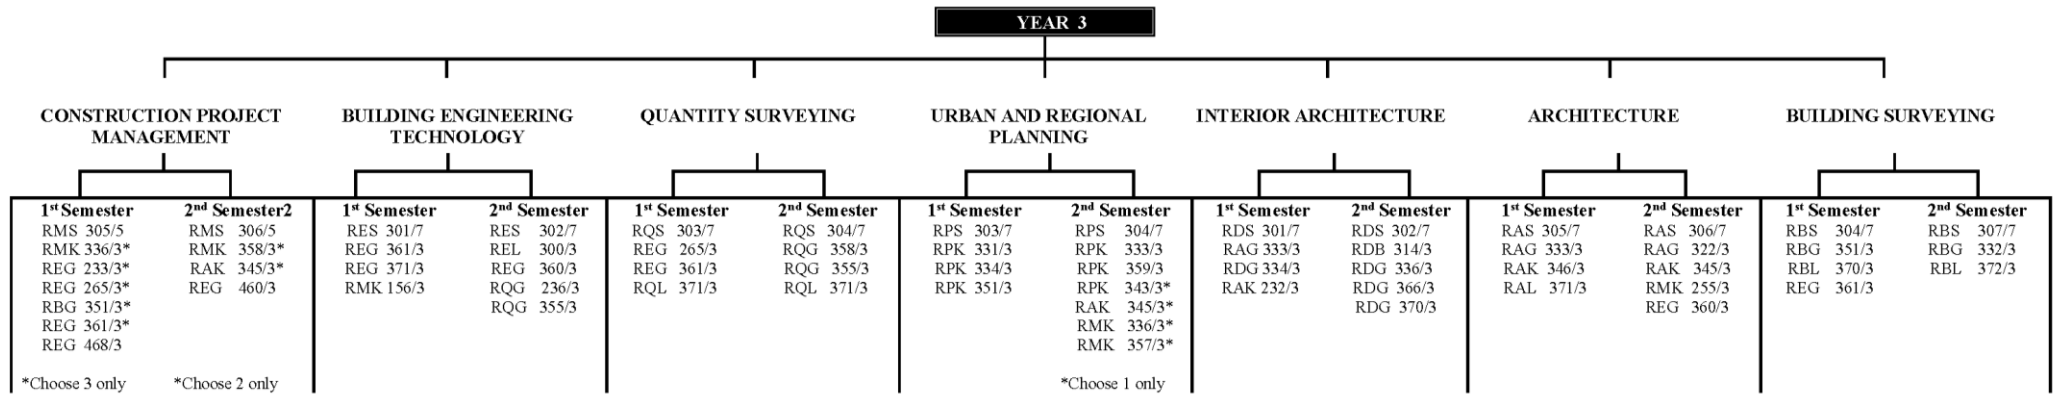 YEAR 3
CONSTRUCTION PROJECT
MANAGEMENT
1st Semester
RMS 305/5
RMK 336/3*
REG 233/3*
REG 265/3*
RBG 351/3*
REG 361/3*
REG 468/3
*Choose 3 only
2nd Semester2
RMS 306/5
RMK 358/3*
RAK 345/3*
REG 460/3
*Choose 2 only
BUILDING ENGINEERING
TECHNOLOGY
1st Semester
RES 301/7
REG 361/3
REG 371/3
RMK 156/3
2nd Semester
RES 302/7
REL 300/3
REG 360/3
RQG 236/3
RQG 355/3
QUANTITY SURVEYING
1st Semester
RQS 303/7
REG 265/3
REG 361/3
RQL 371/3
2nd Semester
RQS 304/7
RQG 358/3
RQG 355/3
RQL 371/3
URBAN AND REGIONAL
PLANNING
1st Semester
RPS 303/7
RPK 331/3
RPK 334/3
RPK 351/3
2nd Semester
RPS 304/7
RPK 333/3
RPK 359/3
RPK 343/3*
RAK 345/3*
RMK 336/3*
RMK 357/3*
*Choose 1 only
INTERIOR ARCHITECTURE
1st Semester
RDS 301/7
RAG 333/3
RDG 334/3
RAK 232/3
2nd Semester
RDS 302/7
RDB 314/3
RDG 336/3
RDG 366/3
RDG 370/3
ARCHITECTURE
1st Semester
RAS 305/7
RAG 333/3
RAK 346/3
RAL 371/3
2nd Semester
RAS 306/7
RAG 322/3
RAK 345/3
RMK 255/3
REG 360/3
BUILDING SURVEYING
1st Semester
RBS 304/7
RBG 351/3
RBL 370/3
REG 361/3
2nd Semester
RBS 307/7
RBG 332/3
RBL 372/3